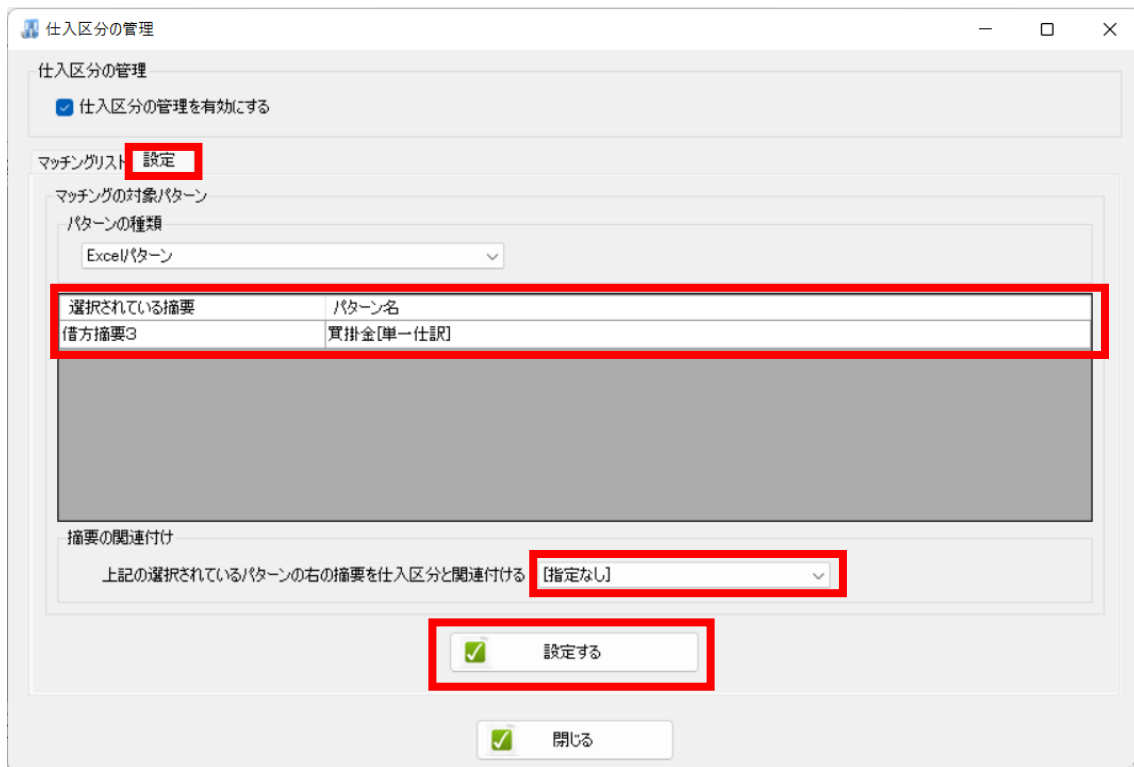 仕入区分の管理
仕入区分の管理
仕入区分の管理を有効にする
マッチングリスト 設定
マッチングの対象パターン
パターンの種類
Excelパターン
選択されている摘要 パターン名
借方摘要3 買掛金[単一仕訳]
摘要の関連付け
上記の選択されているパターンの右の摘要を仕入区分と関連付ける [指定なし]
設定する
閉じる